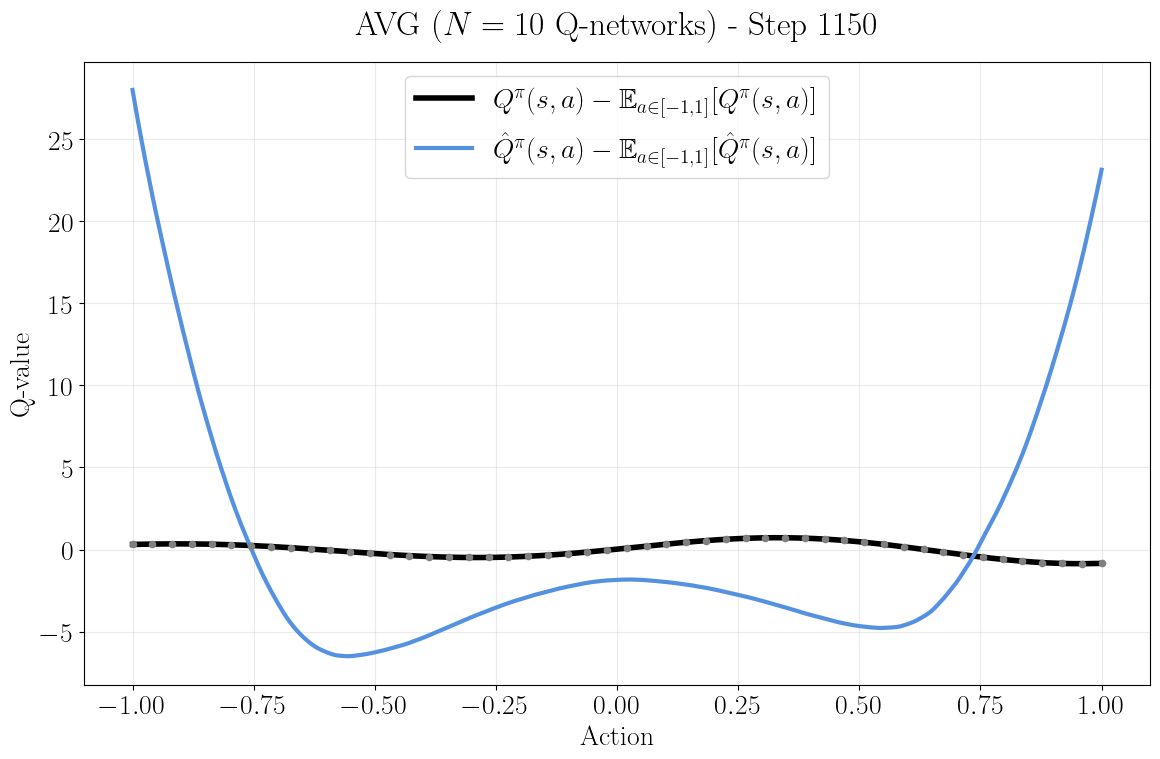 AVG (N = 10 Q-networks) - Step 1150
Q^π(s, a) − 𝔼_{a∈[−1,1]}[Q^π(s, a)]
Q̂^π(s, a) − 𝔼_{a∈[−1,1]}[Q̂^π(s, a)]
25
20
15
10
5
0
−5
Q-value
−1.00 −0.75 −0.50 −0.25 0.00 0.25 0.50 0.75 1.00
Action